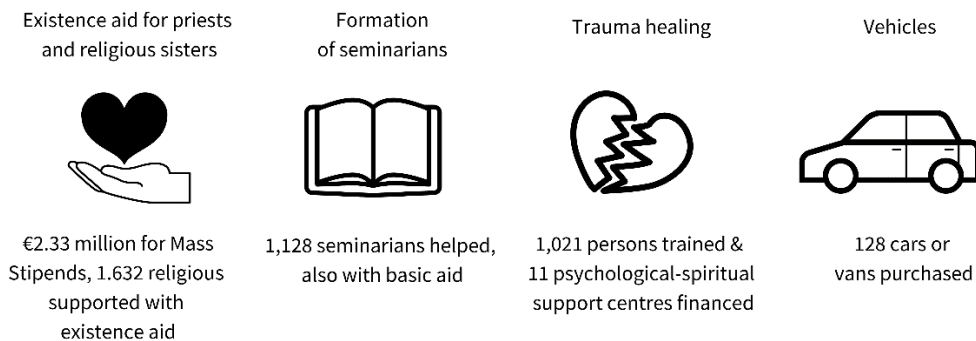 Existence aid for priests
and religious sisters
€2.33 million for Mass
Stipends, 1.632 religious
supported with
existence aid
Formation
of seminarians
1,128 seminarians helped,
also with basic aid
Trauma healing
1,021 persons trained &
11 psychological-spiritual
support centres financed
Vehicles
128 cars or
vans purchased